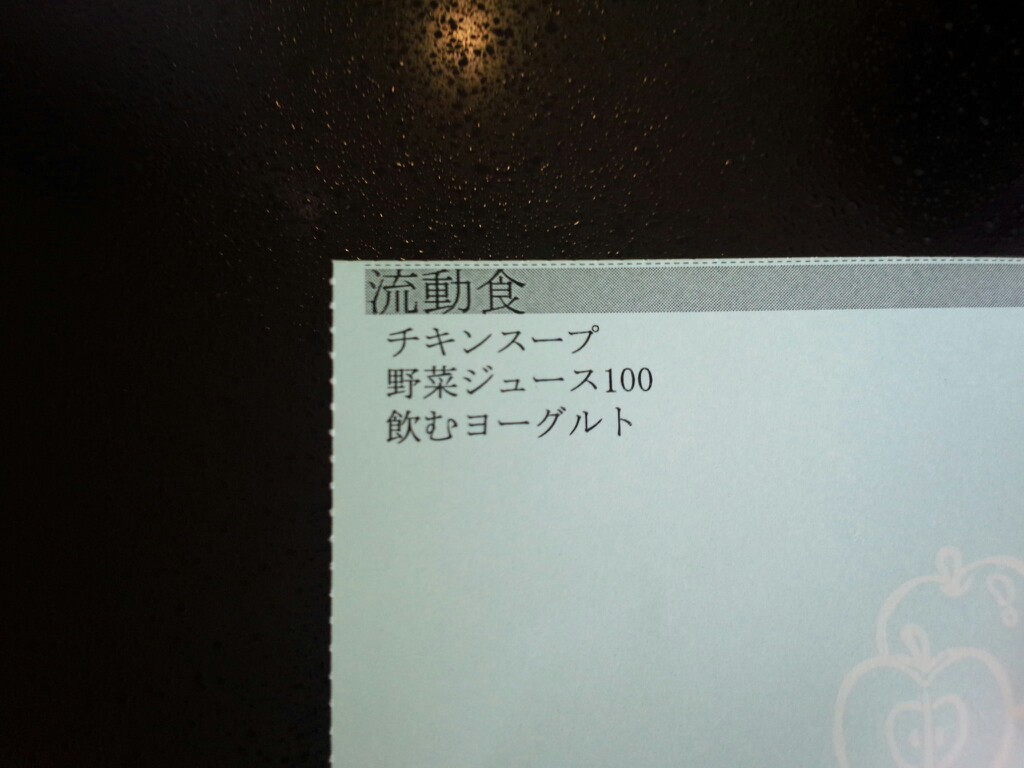 流動食
チキンスープ
野菜ジュース100
飲むヨーグルト